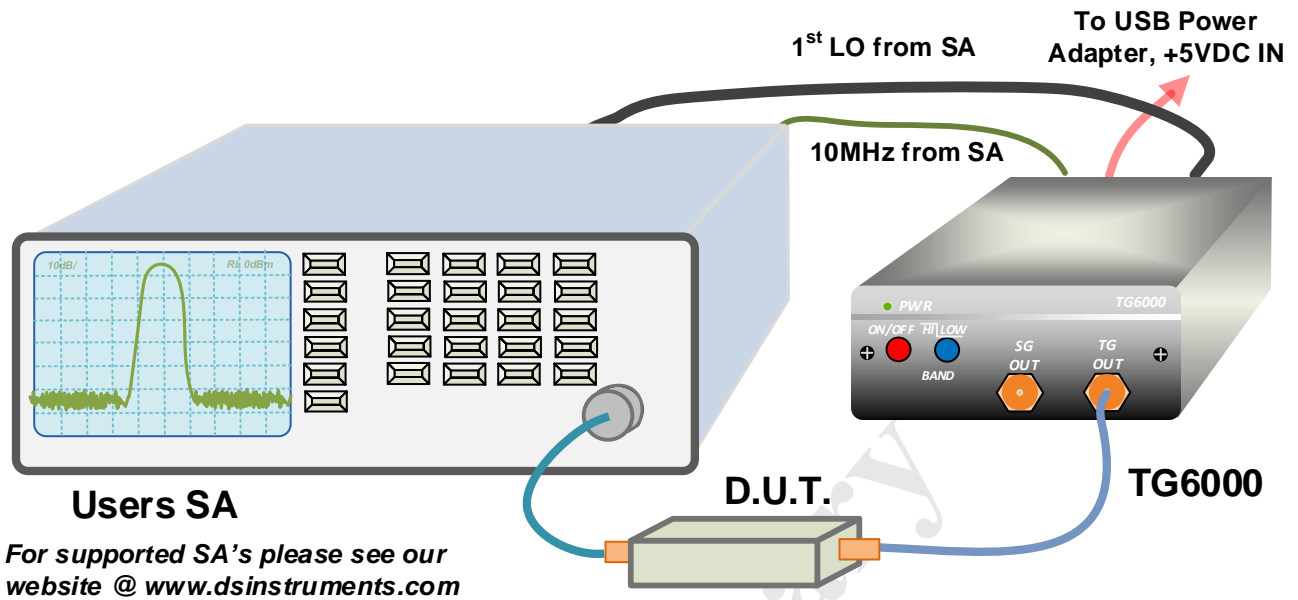 To USB Power
Adapter, +5VDC IN
1st LO from SA
10MHz from SA
10dB/ RL 0dBm
PWR TG6000
ON/OFF HI LOW
BAND
SG
OUT
TG
OUT
Users SA
D.U.T.
TG6000
For supported SA's please see our
website @ www.dsinstruments.com